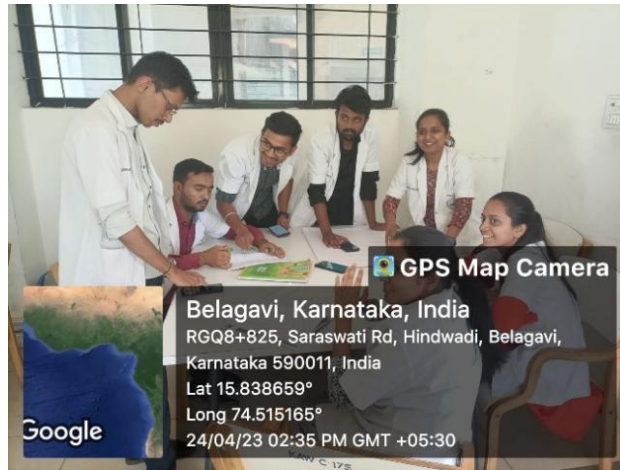 GPS Map Camera
Belagavi, Karnataka, India
RGQ8+825, Saraswati Rd, Hindwadi, Belagavi,
Karnataka 590011, India
Lat 15.838659°
Long 74.515165°
24/04/23 02:35 PM GMT +05:30
Google